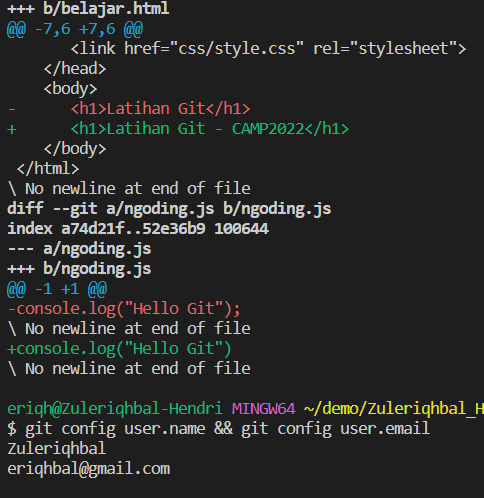 +++ b/belajar.html
@@ -7,6 +7,6 @@
        <link href="css/style.css" rel="stylesheet">
    </head>
    <body>
-      <h1>Latihan Git</h1>
+      <h1>Latihan Git - CAMP2022</h1>
    </body>
 </html>
\ No newline at end of file
diff --git a/ngoding.js b/ngoding.js
index a74d21f..52e36b9 100644
--- a/ngoding.js
+++ b/ngoding.js
@@ -1 +1 @@
-console.log("Hello Git");
\ No newline at end of file
+console.log("Hello Git")
\ No newline at end of file

eriqh@Zuleriqhbal-Hendri MINGW64 ~/demo/Zuleriqhbal_H
$ git config user.name && git config user.email
Zuleriqhbal
eriqhbal@gmail.com